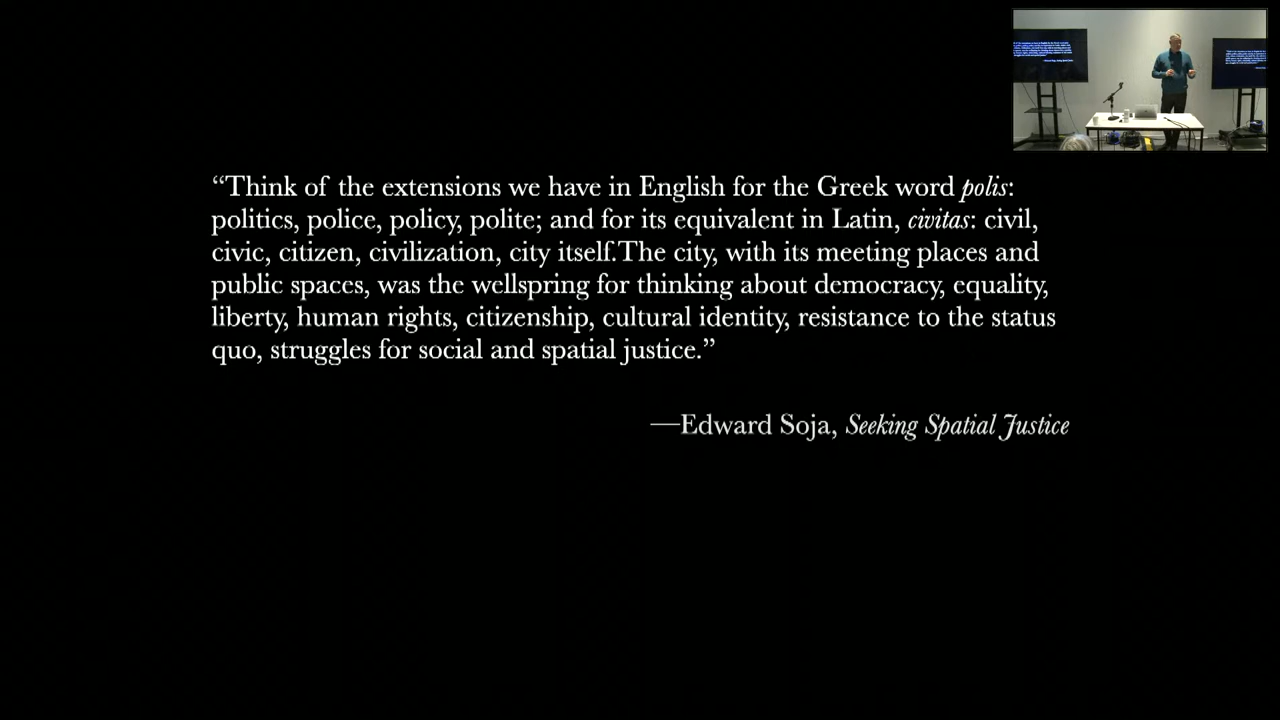 “Think of the extensions we have in English for the Greek word polis:
politics, police, policy, polite; and for its equivalent in Latin, civitas: civil,
civic, citizen, civilization, city itself.The city, with its meeting places and
public spaces, was the wellspring for thinking about democracy, equality,
liberty, human rights, citizenship, cultural identity, resistance to the status
quo, struggles for social and spatial justice.”
—Edward Soja, Seeking Spatial Justice